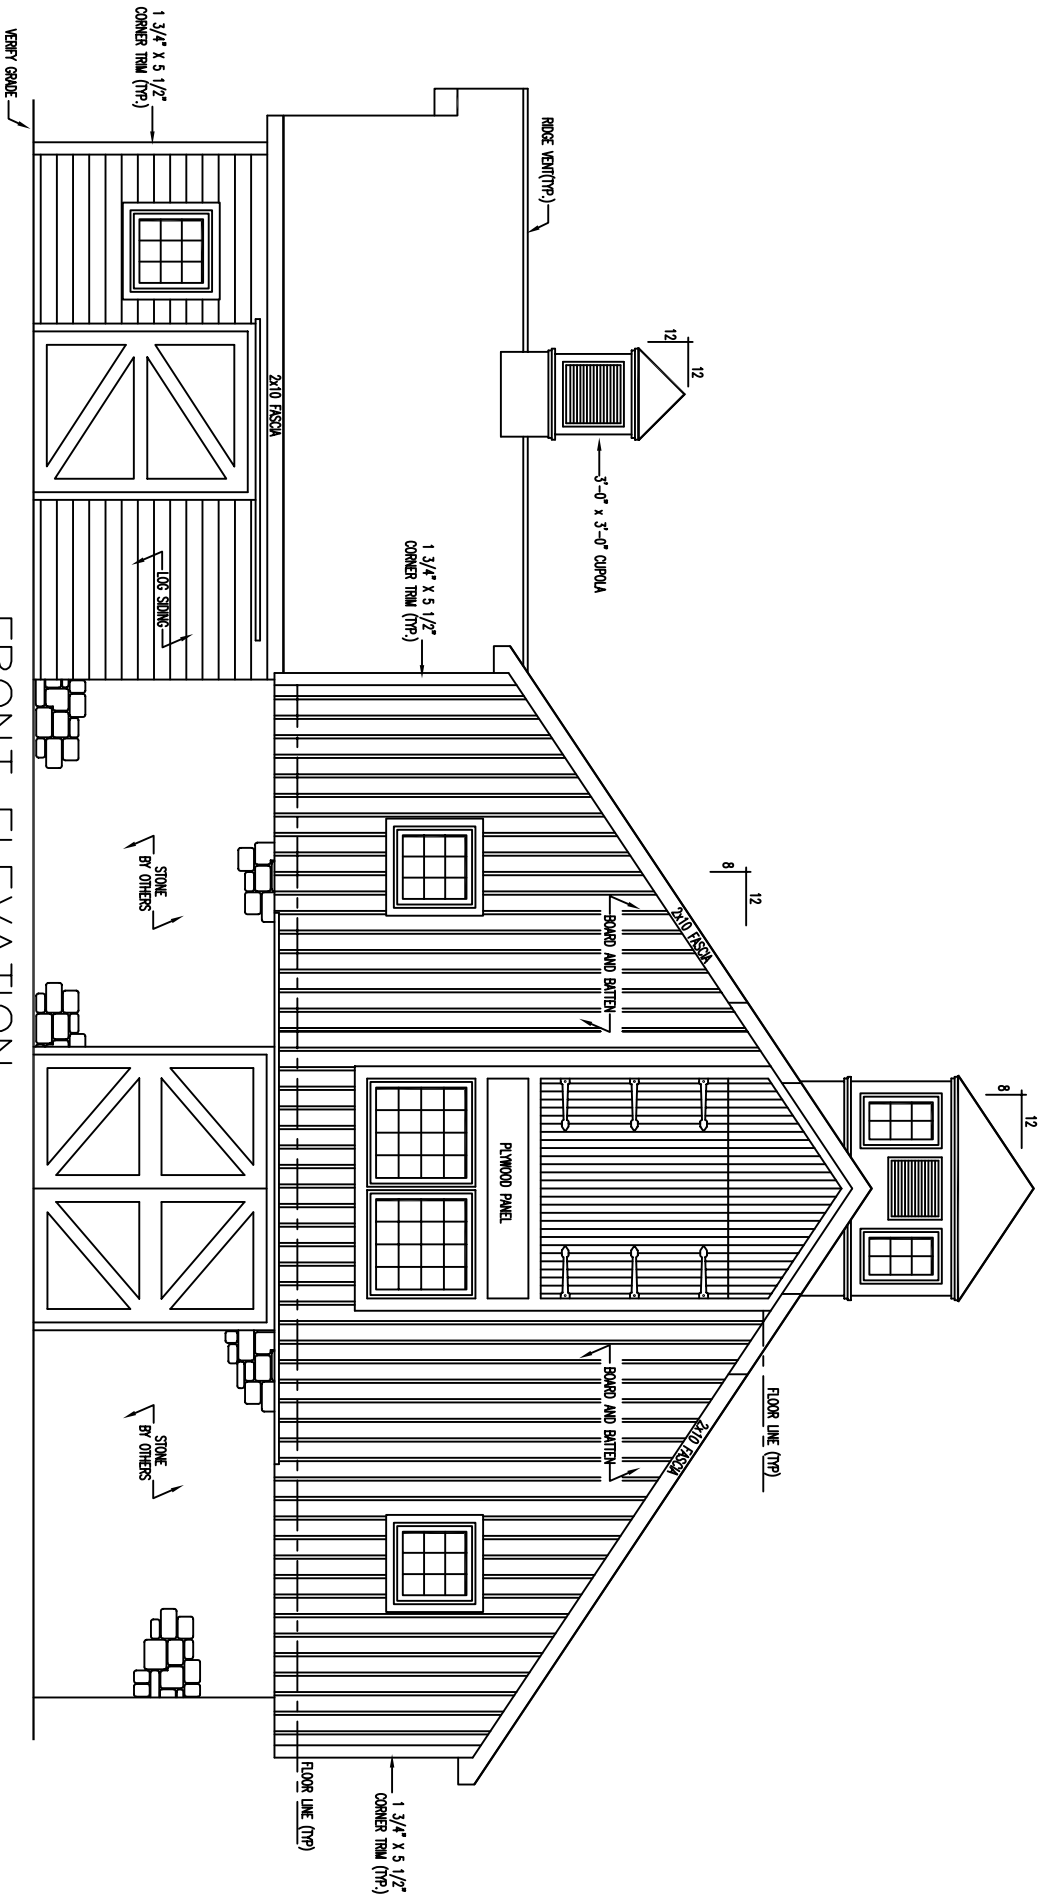 12
8
FLOOR LINE (TYP)
12
8
12
12
2x10 FASCIA
2x10 FASCIA
BOARD AND BATTEN
BOARD AND BATTEN
3'-0" x 3'-0" CUPOLA
RIDGE VENT(TYP.)
PLYWOOD PANEL
1 3/4" X 5 1/2"
CORNER TRIM (TYP.)
1 3/4" X 5 1/2"
CORNER TRIM (TYP.)
FLOOR LINE (TYP)
2x10 FASCIA
1 3/4" X 5 1/2"
CORNER TRIM (TYP.)
LOG SIDING
STONE
BY OTHERS
STONE
BY OTHERS
VERIFY GRADE
FRONT ELEVATION